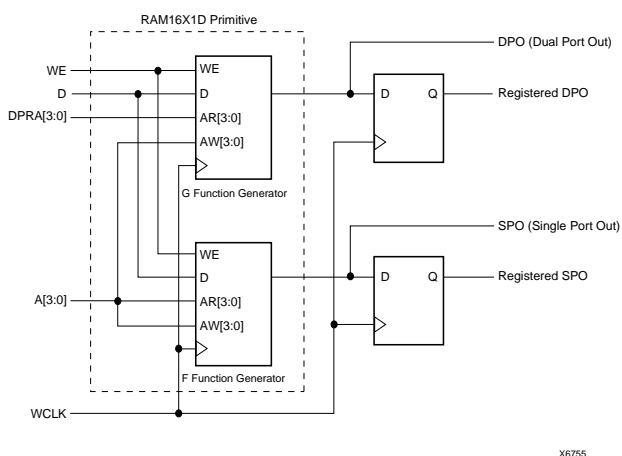 RAM16X1D Primitive
DPO (Dual Port Out)
WE
WE
D
D
D
Q
Registered DPO
DPRA[3:0]
AR[3:0]
AW[3:0]
G Function Generator
SPO (Single Port Out)
WE
D
D
Q
Registered SPO
A[3:0]
AR[3:0]
AW[3:0]
F Function Generator
WCLK
X6755